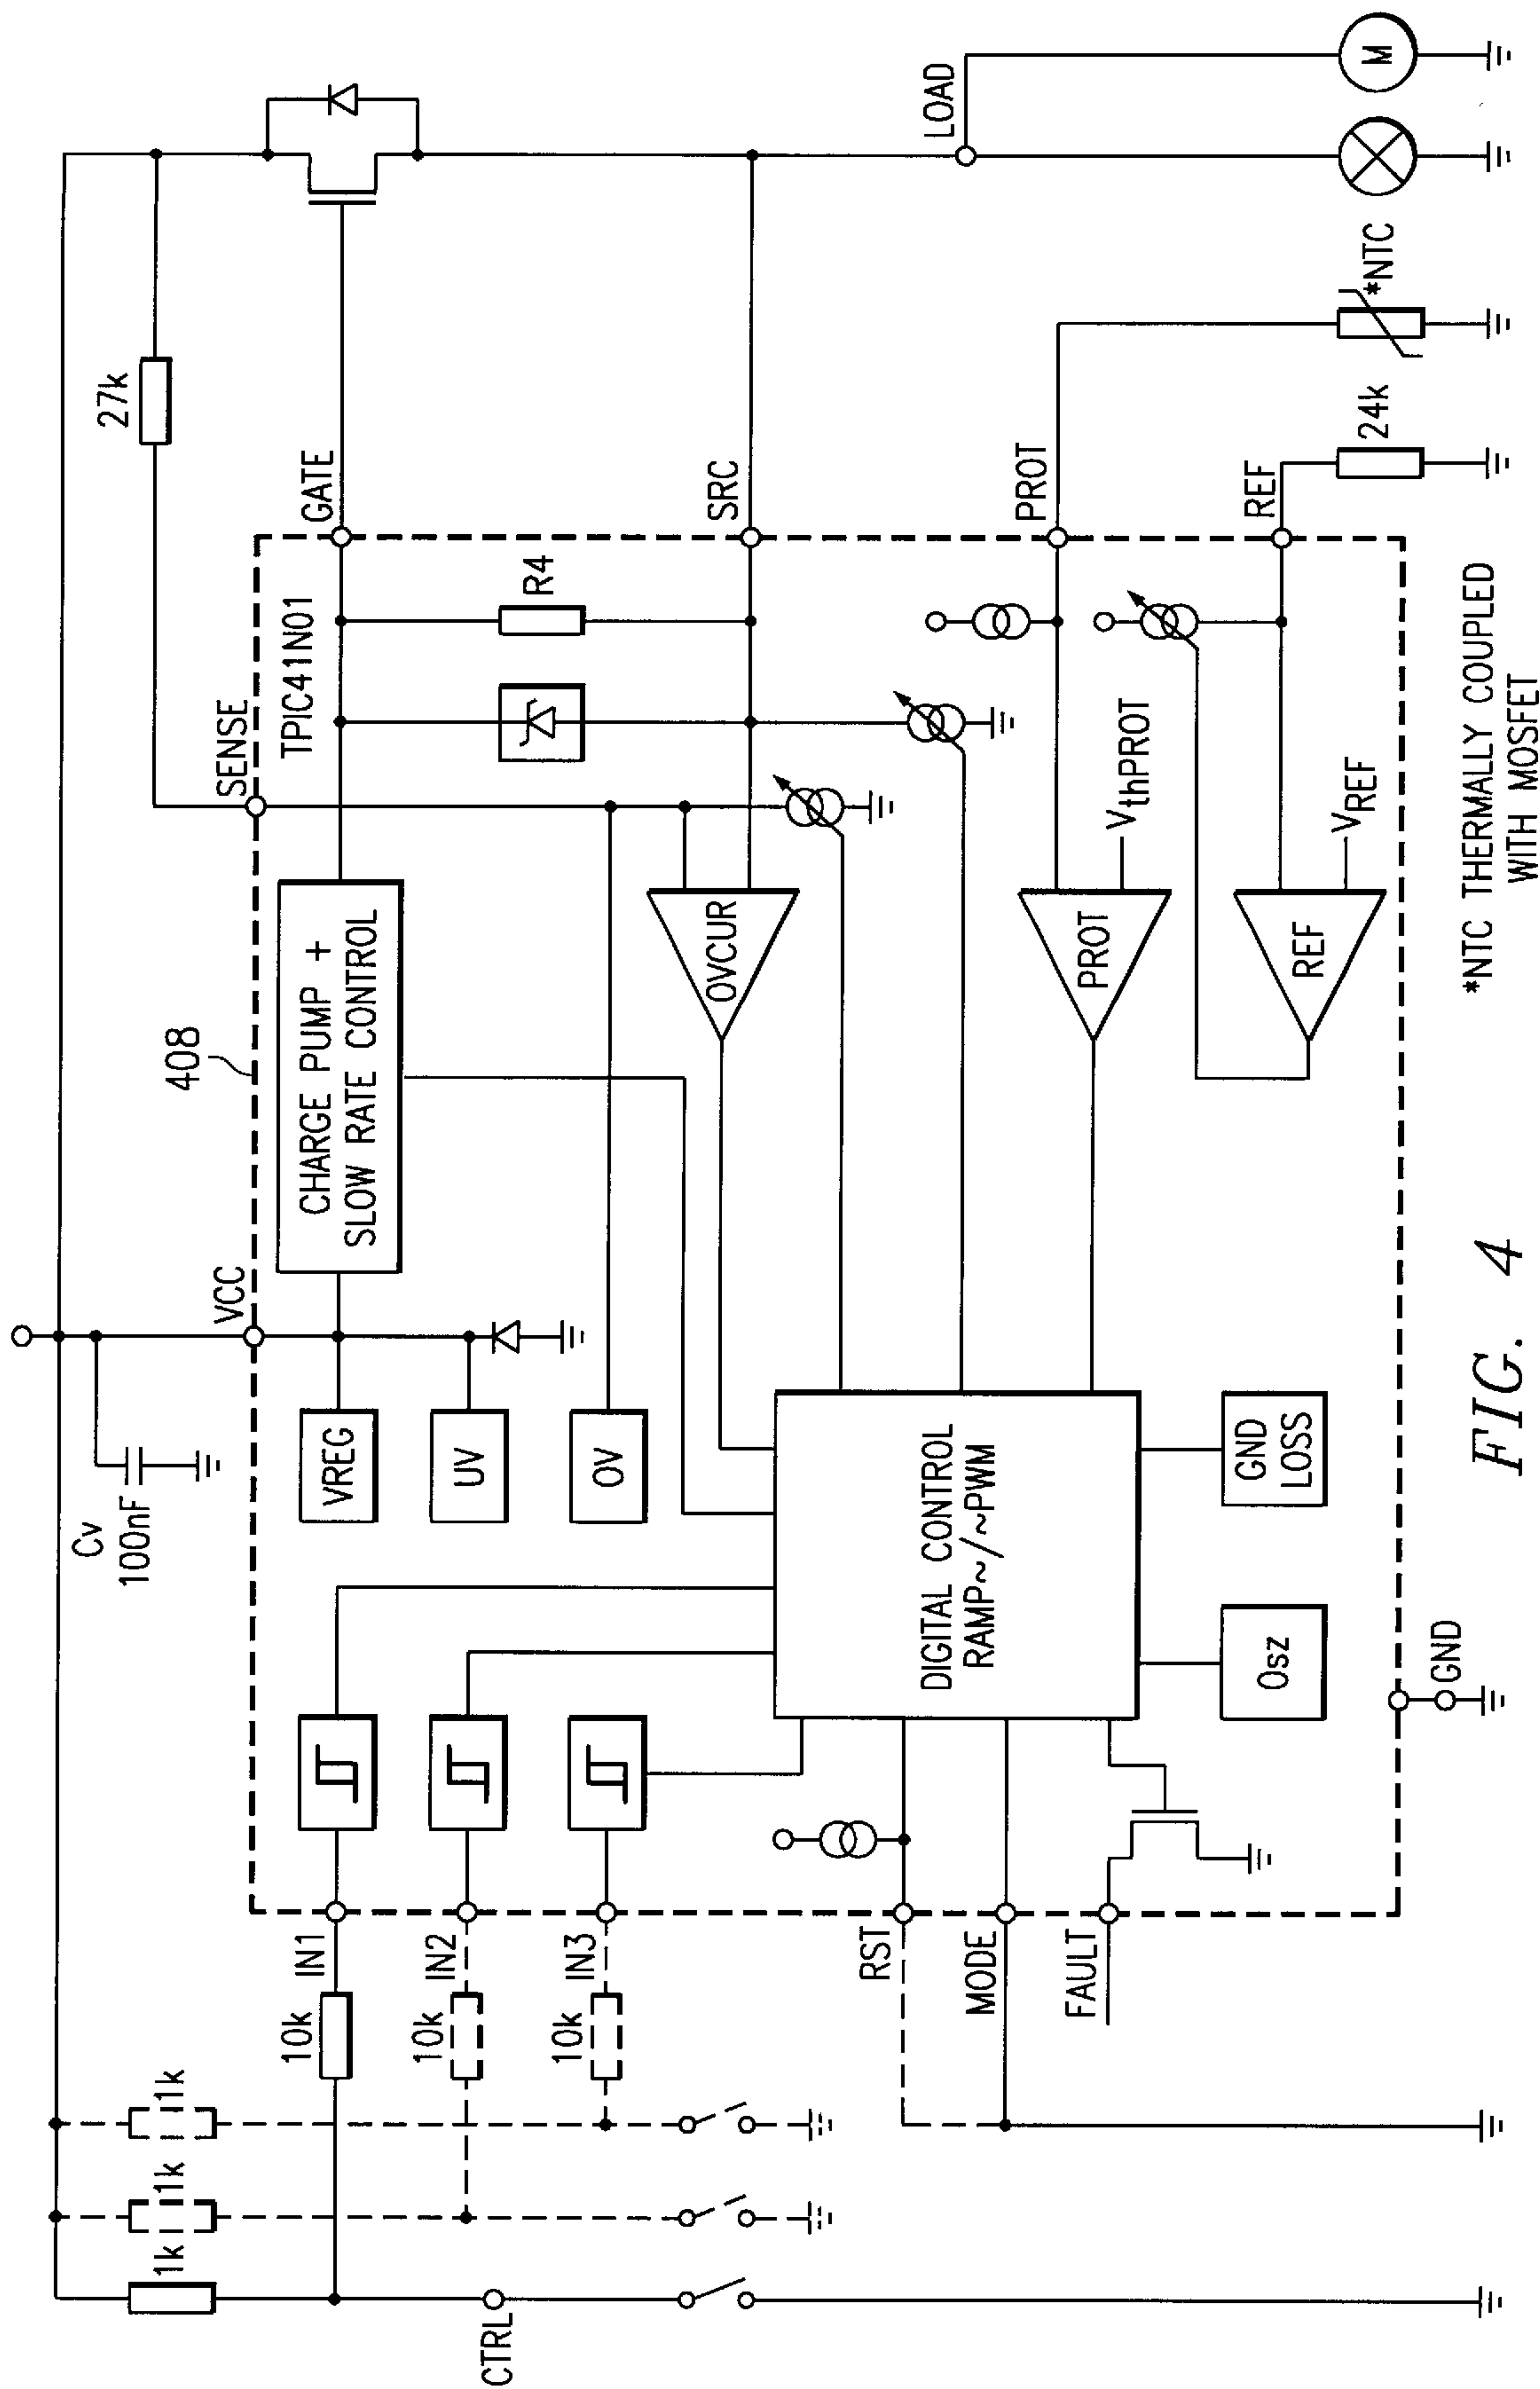 Cv
100nF
VCC
408
SENSE
27k
TPIC41N01
GATE
1k
1k
1k
10k
IN1
VREG
CHARGE PUMP +
SLOW RATE CONTROL
10k
IN2
UV
R4
CTRL
10k
IN3
OV
OVCUR
SRC
LOAD
RST
DIGITAL CONTROL
RAMP~/~PWM
MODE
FAULT
PROT
VthPROT
PROT
Osz
GND
LOSS
REF
VREF
REF
24k
*NTC
M
GND
FIG. 4
*NTC THERMALLY COUPLED
WITH MOSFET